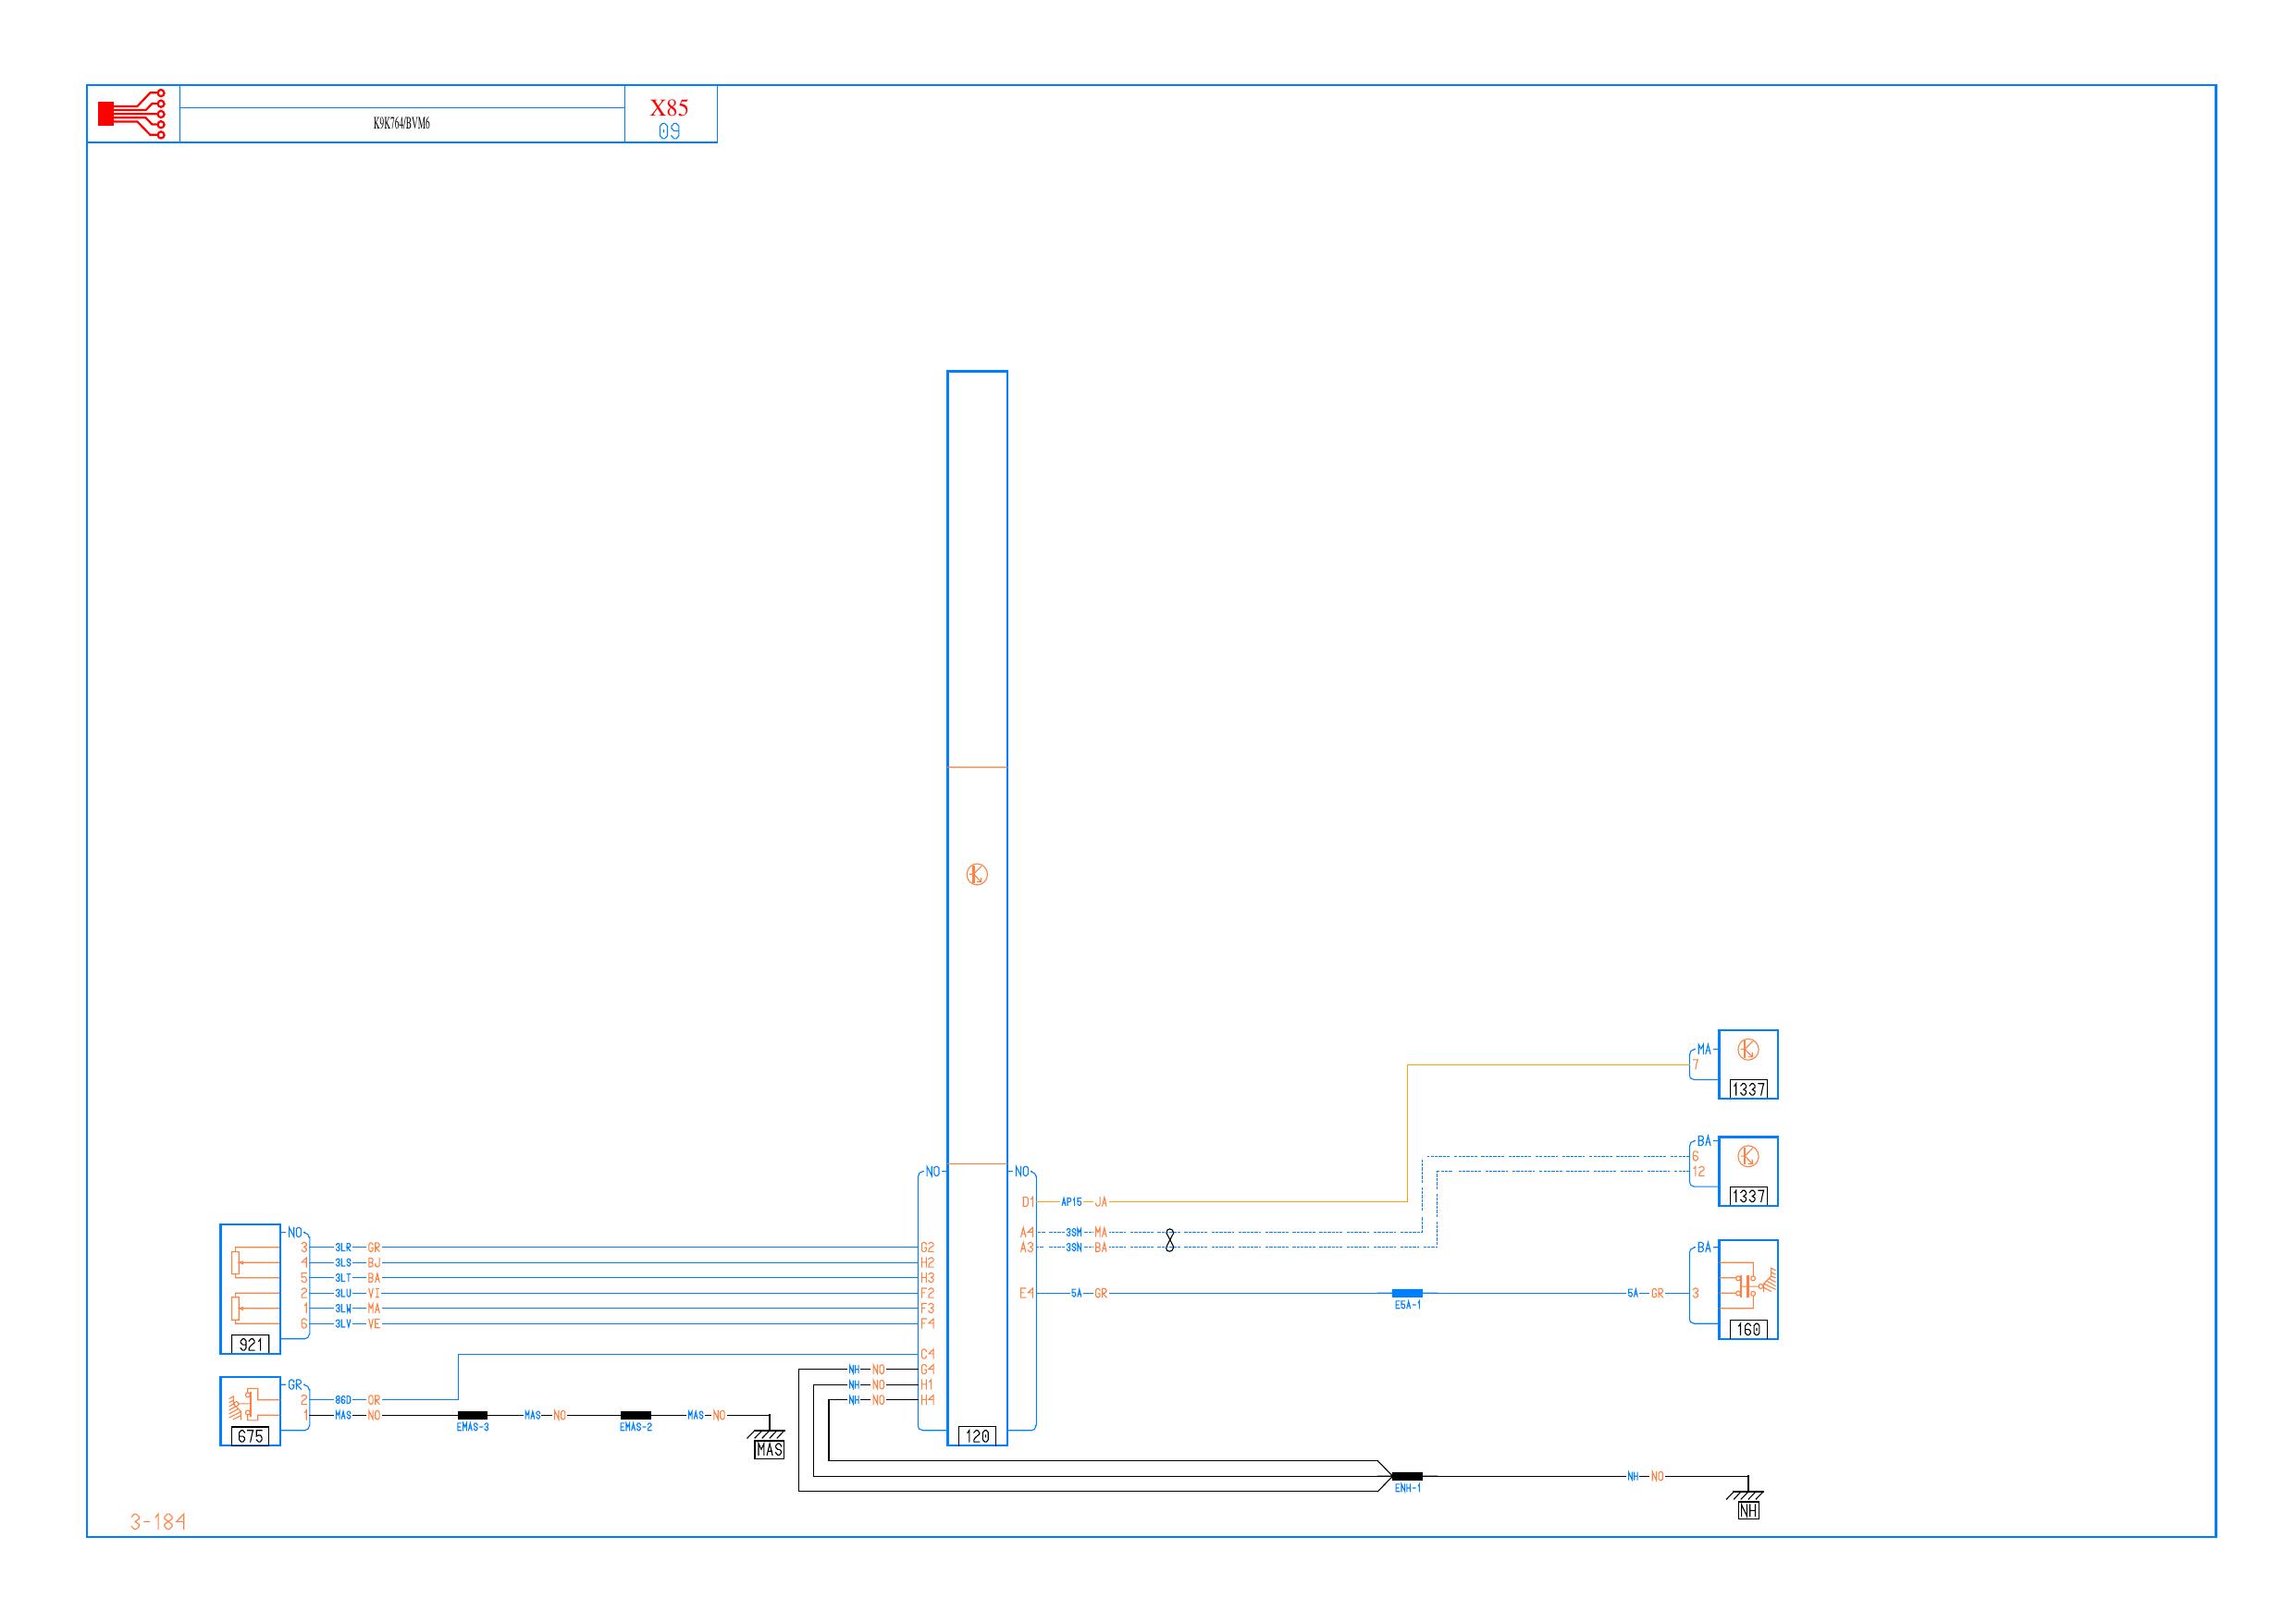 K9K764/BVM6
X85
09
MA
7
1337
BA
6
12
1337
NO
NO
D1 AP15 JA
A4 3SM MA
A3 3SN BA
NO
3 3LR GR G2
4 3LS BJ H2
5 3LT BA H3
2 3LU VI F2
1 3LW MA F3
6 3LV VE F4
921
E4 5A GR E5A-1 5A GR 3
BA
160
C4
NH NO G4
NH NO H1
NH NO H4
GR
2 86D OR
1 MAS NO EMAS-3 MAS NO EMAS-2 MAS NO
675
MAS
120
ENH-1 NH NO
NH
3-184